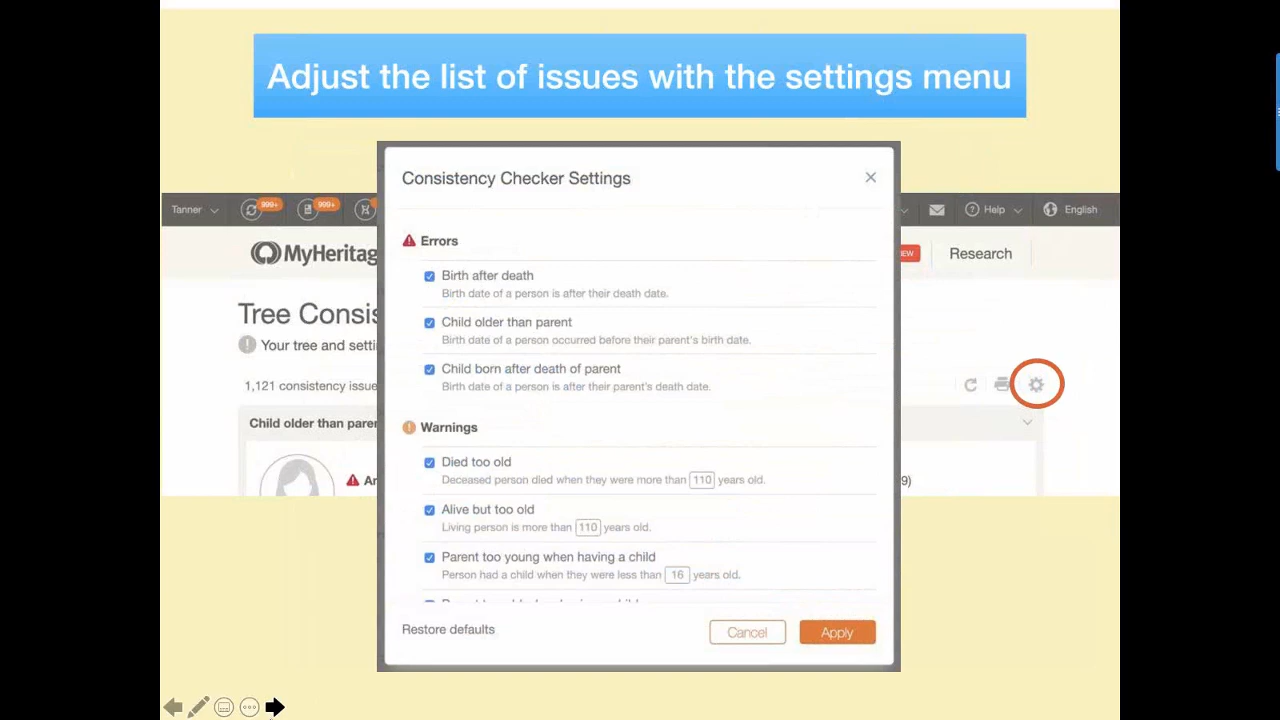 Adjust the list of issues with the settings menu
Consistency Checker Settings
Tanner
999+
999+
Help
English
MyHeritag
EW
Research
Errors
Birth after death
Birth date of a person is after their death date.
Tree Consis
Child older than parent
Your tree and setti
Birth date of a person occurred before their parent's birth date.
Child born after death of parent
1,121 consistency issue
Birth date of a person is after their parent's death date.
Child older than paren
Warnings
Died too old
Deceased person died when they were more than 110 years old.
Ar
9)
Alive but too old
Living person is more than 110 years old.
Parent too young when having a child
Person had a child when they were less than 16 years old.
Restore defaults
Cancel
Apply